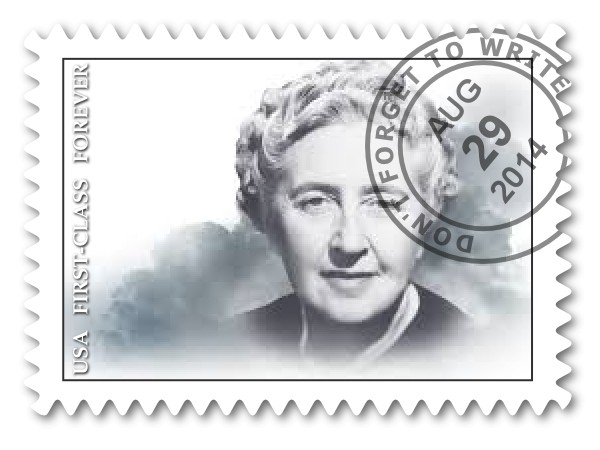 USA FIRST-CLASS FOREVER
DON'T FORGET TO WRITE
AUG
29
2014